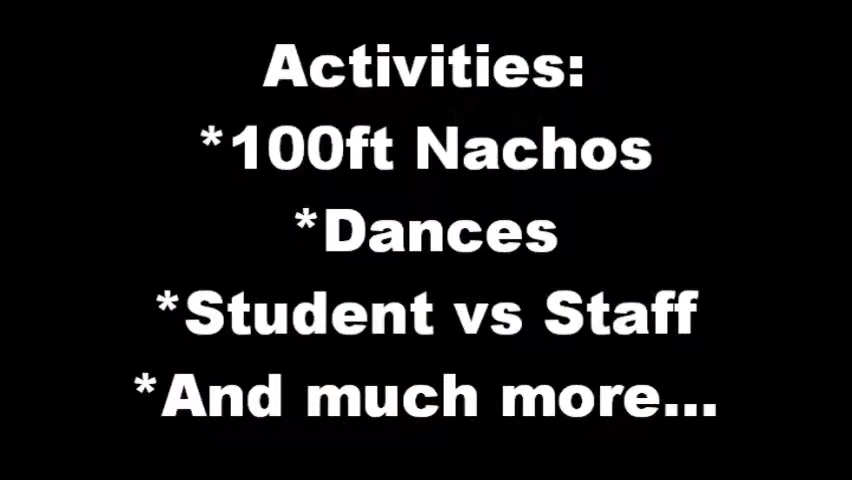 Activities:
*100ft Nachos
*Dances
*Student vs Staff
*And much more...